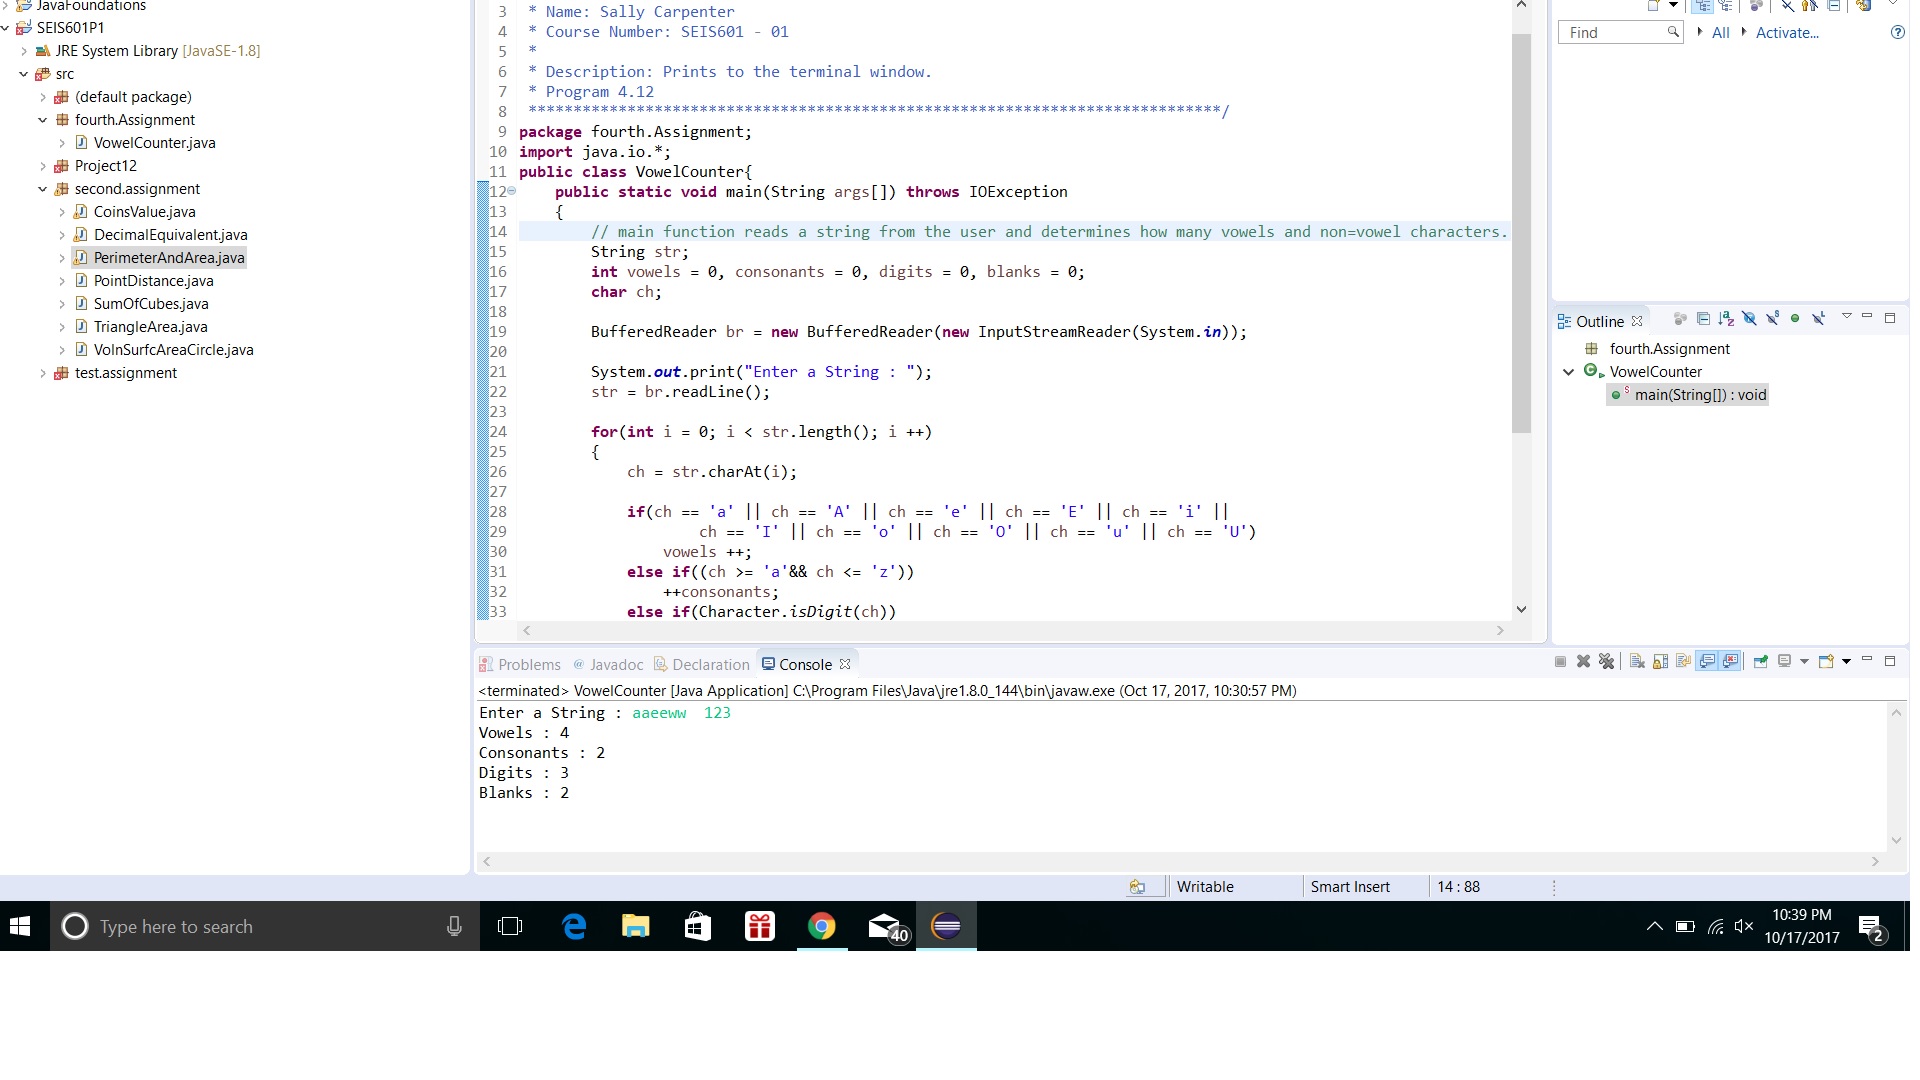 JavaFoundations
SEIS601P1
JRE System Library [JavaSE-1.8]
src
(default package)
fourth.Assignment
VowelCounter.java
Project12
second.assignment
CoinsValue.java
DecimalEquivalent.java
PerimeterAndArea.java
PointDistance.java
SumOfCubes.java
TriangleArea.java
VolnSurfcAreaCircle.java
test.assignment
3 * Name: Sally Carpenter
4 * Course Number: SEIS601 - 01
5 *
6 * Description: Prints to the terminal window.
7 * Program 4.12
8 *****************************************************************************/
9 package fourth.Assignment;
10 import java.io.*;
11 public class VowelCounter{
12 public static void main(String args[]) throws IOException
13 {
14 // main function reads a string from the user and determines how many vowels and non=vowel characters.
15 String str;
16 int vowels = 0, consonants = 0, digits = 0, blanks = 0;
17 char ch;
18
19 BufferedReader br = new BufferedReader(new InputStreamReader(System.in));
20
21 System.out.print("Enter a String : ");
22 str = br.readLine();
23
24 for(int i = 0; i < str.length(); i ++)
25 {
26 ch = str.charAt(i);
27
28 if(ch == 'a' || ch == 'A' || ch == 'e' || ch == 'E' || ch == 'i' ||
29 ch == 'I' || ch == 'o' || ch == 'O' || ch == 'u' || ch == 'U')
30 vowels ++;
31 else if((ch >= 'a'&& ch <= 'z'))
32 ++consonants;
33 else if(Character.isDigit(ch))
Find All Activate...
Outline
fourth.Assignment
VowelCounter
main(String[]) : void
Problems @ Javadoc Declaration Console
<terminated> VowelCounter [Java Application] C:\Program Files\Java\jre1.8.0_144\bin\javaw.exe (Oct 17, 2017, 10:30:57 PM)
Enter a String : aaeeww  123
Vowels : 4
Consonants : 2
Digits : 3
Blanks : 2
Writable Smart Insert 14 : 88
Type here to search
40
10:39 PM
10/17/2017
2